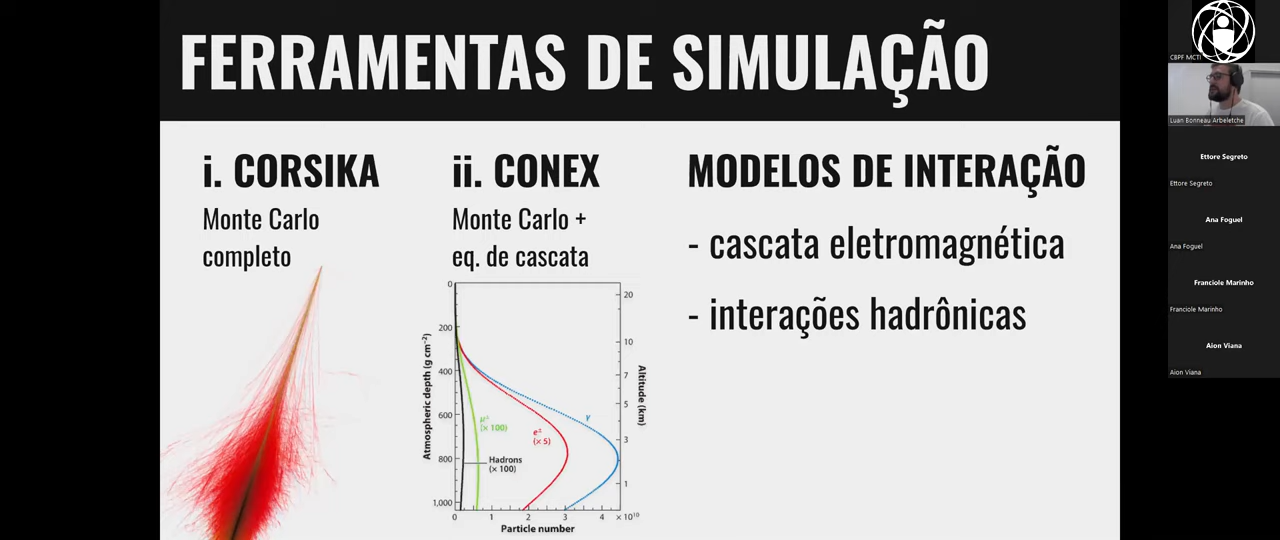 FERRAMENTAS DE SIMULAÇÃO
i. CORSIKA
Monte Carlo
completo
ii. CONEX
Monte Carlo +
eq. de cascata
0
200
400
600
800
1,000
Atmospheric depth (g cm⁻²)
20
10
7
5
3
1
Altitude (km)
μ±
(× 100)
e±
(× 5)
γ
Hadrons
(× 100)
0 1 2 3 4 × 10¹⁰
Particle number
MODELOS DE INTERAÇÃO
- cascata eletromagnética
- interações hadrônicas
CBPF MCTI
Luan Bonneau Arbeletche
Ettore Segreto
Ettore Segreto
Ana Foguel
Ana Foguel
Franciole Marinho
Franciole Marinho
Aion Viana
Aion Viana